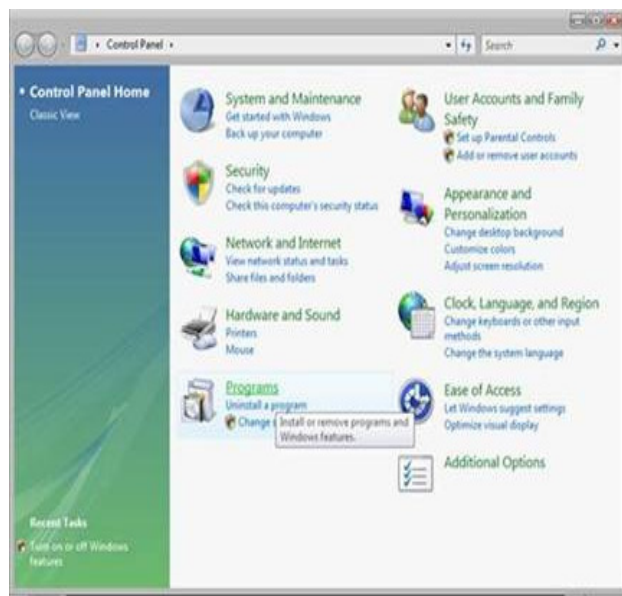 Control Panel
Search
Control Panel Home
Classic View
System and Maintenance
Get started with Windows
Back up your computer
Security
Check for updates
Check this computer's security status
Network and Internet
View network status and tasks
Share files and folders
Hardware and Sound
Printers
Mouse
Programs
Uninstall a program
Change
Install or remove programs and
Windows features.
User Accounts and Family
Safety
Set up Parental Controls
Add or remove user accounts
Appearance and
Personalization
Change desktop background
Customize colors
Adjust screen resolution
Clock, Language, and Region
Change keyboards or other input
methods
Change the system language
Ease of Access
Let Windows suggest settings
Optimize visual display
Additional Options
Recent Tasks
Turn on or off Windows
features